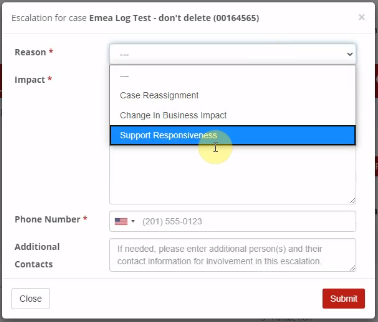 Escalation for case Emea Log Test - don't delete (00164565) ×
Reason *
---
Impact *
---
Case Reassignment
Change In Business Impact
Support Responsiveness
Phone Number * (201) 555-0123
Additional Contacts
If needed, please enter additional person(s) and their
contact information for involvement in this escalation.
Close
Submit